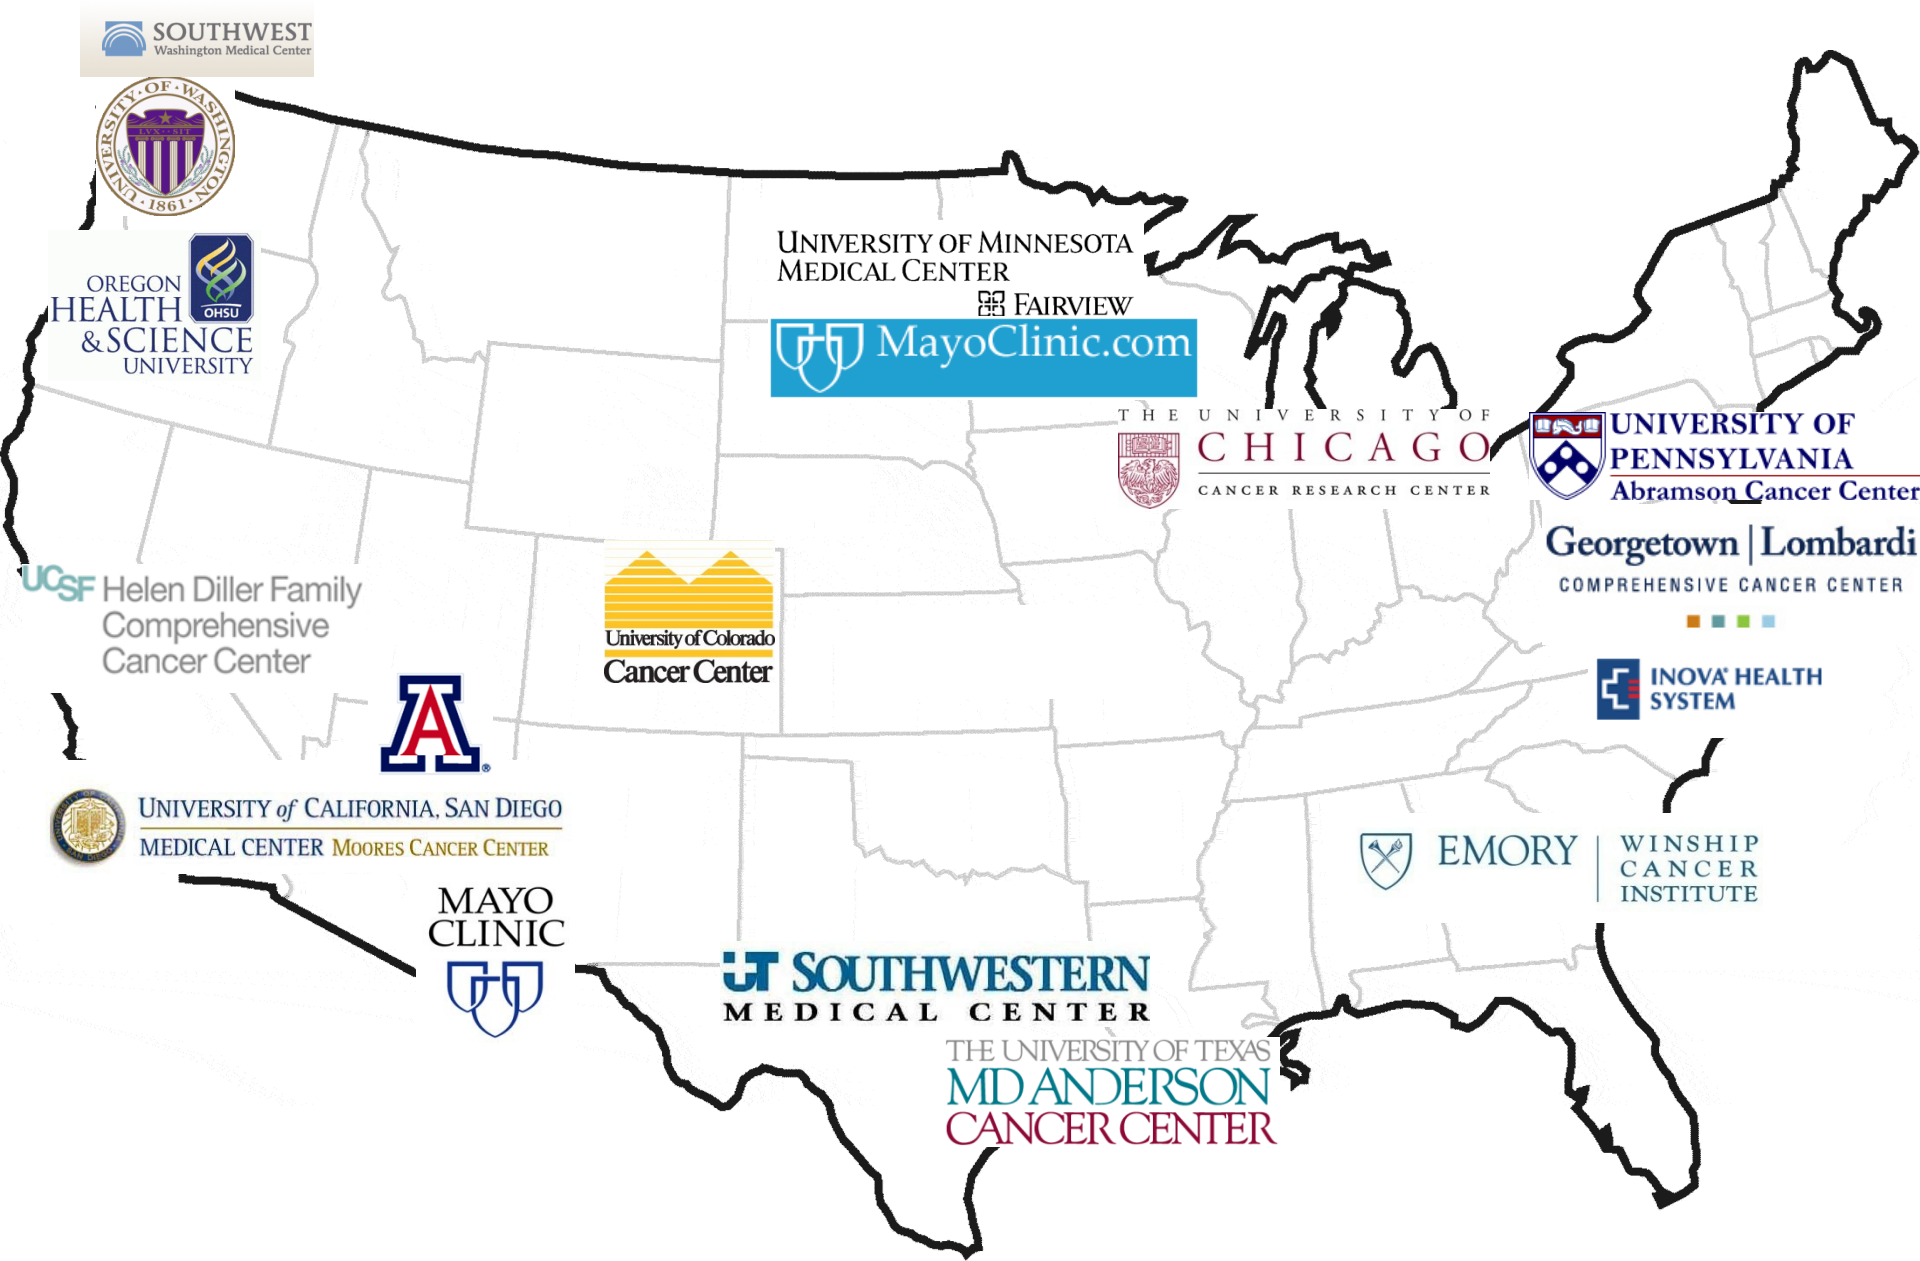 SOUTHWEST
Washington Medical Center
UNIVERSITY·OF·WASHINGTON
LVX SIT
·1861·
OREGON
HEALTH
&SCIENCE
UNIVERSITY
OHSU
UNIVERSITY OF MINNESOTA
MEDICAL CENTER
FAIRVIEW
MayoClinic.com
THE UNIVERSITY OF
CHICAGO
CANCER RESEARCH CENTER
UNIVERSITY OF
PENNSYLVANIA
Abramson Cancer Center
Georgetown | Lombardi
COMPREHENSIVE CANCER CENTER
UCSF Helen Diller Family
Comprehensive
Cancer Center
University of Colorado
Cancer Center
INOVA® HEALTH
SYSTEM
A®
UNIVERSITY of CALIFORNIA, SAN DIEGO
MEDICAL CENTER MOORES CANCER CENTER
EMORY
WINSHIP
CANCER
INSTITUTE
MAYO
CLINIC
UT SOUTHWESTERN
MEDICAL CENTER
THE UNIVERSITY OF TEXAS
MD ANDERSON
CANCER CENTER